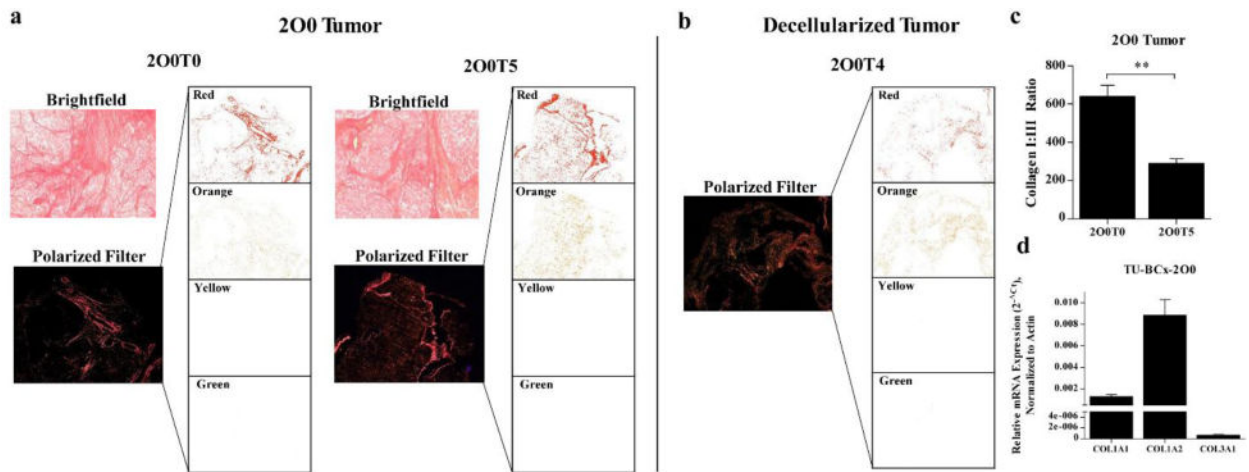 a
2O0 Tumor
2O0T0
2O0T5
Brightfield
Red
Orange
Polarized Filter
Yellow
Green
Brightfield
Red
Orange
Polarized Filter
Yellow
Green
b
Decellularized Tumor
2O0T4
Red
Polarized Filter
Orange
Yellow
Green
c
2O0 Tumor
**
Collagen I:III Ratio
800
600
400
200
0
2O0T0
2O0T5
d
TU-BCx-2O0
Relative mRNA Expression (2^-ΔCt),
Normalized to Actin
0.010
0.008
0.006
0.004
0.002
4e-006
2e-006
0
COL1A1
COL1A2
COL3A1